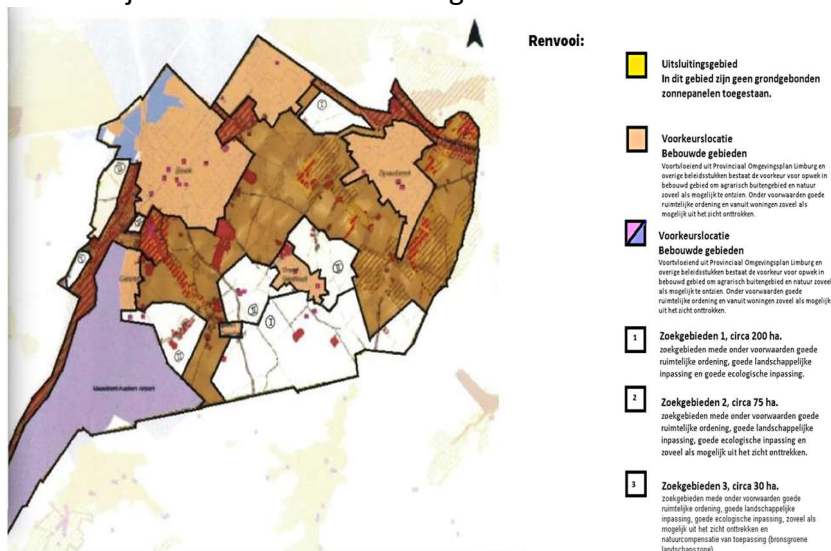 Renvooi:
Uitsluitingsgebied
In dit gebied zijn geen grondgebonden
zonnepanelen toegestaan.
Voorkeurslocatie
Bebouwde gebieden
Voortvloeiend uit Provinciaal Omgevingsplan Limburg en
overige beleidsstukken bestaat de voorkeur voor opwek in
bebouwd gebied om agrarisch buitengebied en natuur
zoveel als mogelijk te ontzien. Onder voorwaarden goede
ruimtelijke ordening en vanuit woningen zoveel als
mogelijk uit het zicht onttrokken.
Voorkeurslocatie
Bebouwde gebieden
Voortvloeiend uit Provinciaal Omgevingsplan Limburg en
overige beleidsstukken bestaat de voorkeur voor opwek in
bebouwd gebied om agrarisch buitengebied en natuur zoveel
als mogelijk te ontzien. Onder voorwaarden goede
ruimtelijke ordening en vanuit woningen zoveel als mogelijk
uit het zicht onttrokken.
1
Zoekgebieden 1, circa 200 ha.
zoekgebieden mede onder voorwaarden goede
ruimtelijke ordening, goede landschappelijke
inpassing en goede ecologische inpassing.
2
Zoekgebieden 2, circa 75 ha.
zoekgebieden mede onder voorwaarden goede
ruimtelijke ordening, goede landschappelijke
inpassing, goede ecologische inpassing en
zoveel als mogelijk uit het zicht onttrekken.
3
Zoekgebieden 3, circa 30 ha.
zoekgebieden mede onder voorwaarden goede
ruimtelijke ordening, goede landschappelijke
inpassing, goede ecologische inpassing, zoveel als
mogelijk uit het zicht onttrekken en
natuurcompensatie van toepassing (bronsgroene
landschapszone)
Beek
Spaubeek
Maastricht-Aachen airport